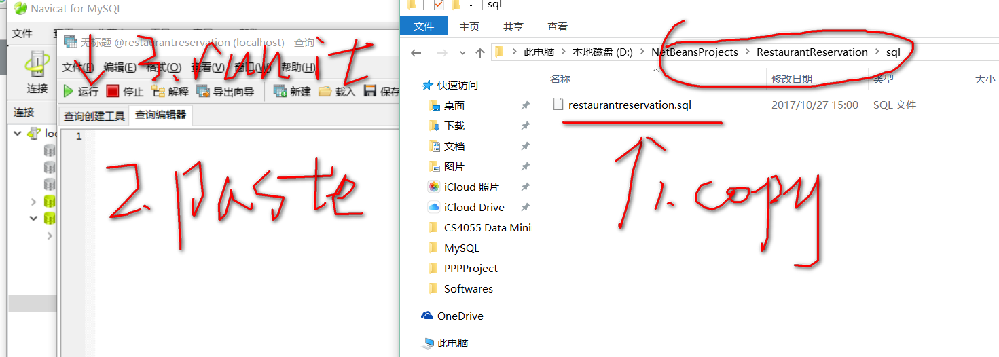 Navicat for MySQL
文件
连接
连接
无标题 @restaurantreservation (localhost) - 查询
文件(F) 编辑(E) 格式(O) 查看(V) 窗口(W) 帮助(H)
运行 停止 解释 导出向导 新建 载入 保存
查询创建工具 查询编辑器
1
3. run it
2. paste
sql
文件 主页 共享 查看
此电脑 本地磁盘 (D:) NetBeansProjects RestaurantReservation sql
名称 修改日期 类型 大小
restaurantreservation.sql 2017/10/27 15:00 SQL 文件
快速访问
桌面
下载
文档
图片
iCloud 照片
iCloud Drive
CS4055 Data Minin
MySQL
PPPProject
Softwares
OneDrive
此电脑
1. copy